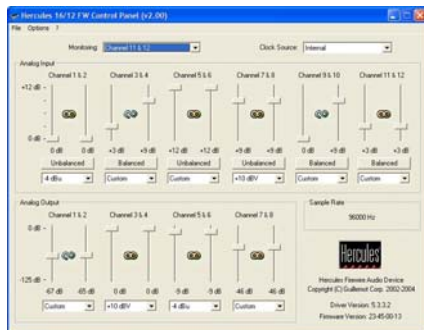 Hercules 16/12 FW Control Panel (v2.00)
File Options ?
Monitoring: Channel 11 & 12 Clock Source: Internal
Analog Input
Channel 1 & 2 Channel 3 & 4 Channel 5 & 6 Channel 7 & 8 Channel 9 & 10 Channel 11 & 12
+12 dB -
0 dB -
0 dB 0 dB +3 dB +9 dB +12 dB +12 dB +9 dB +9 dB 0 dB +9 dB +3 dB +3 dB
Unbalanced Balanced Unbalanced Unbalanced Balanced Balanced
-4 dBu Custom Custom +10 dBV Custom Custom
Analog Output
Channel 1 & 2 Channel 3 & 4 Channel 5 & 6 Channel 7 & 8
0 dB -
-125 dB -
-67 dB -65 dB 0 dB 0 dB -9 dB -9 dB -46 dB -46 dB
Custom +10 dBV -4 dBu Custom
Sample Rate
96000 Hz
Hercules
Hercules Firewire Audio Device
Copyright (C) Guillemot Corp. 2002-2004
Driver Version: 5.3.3.2
Firmware Version: 23-45-00-13